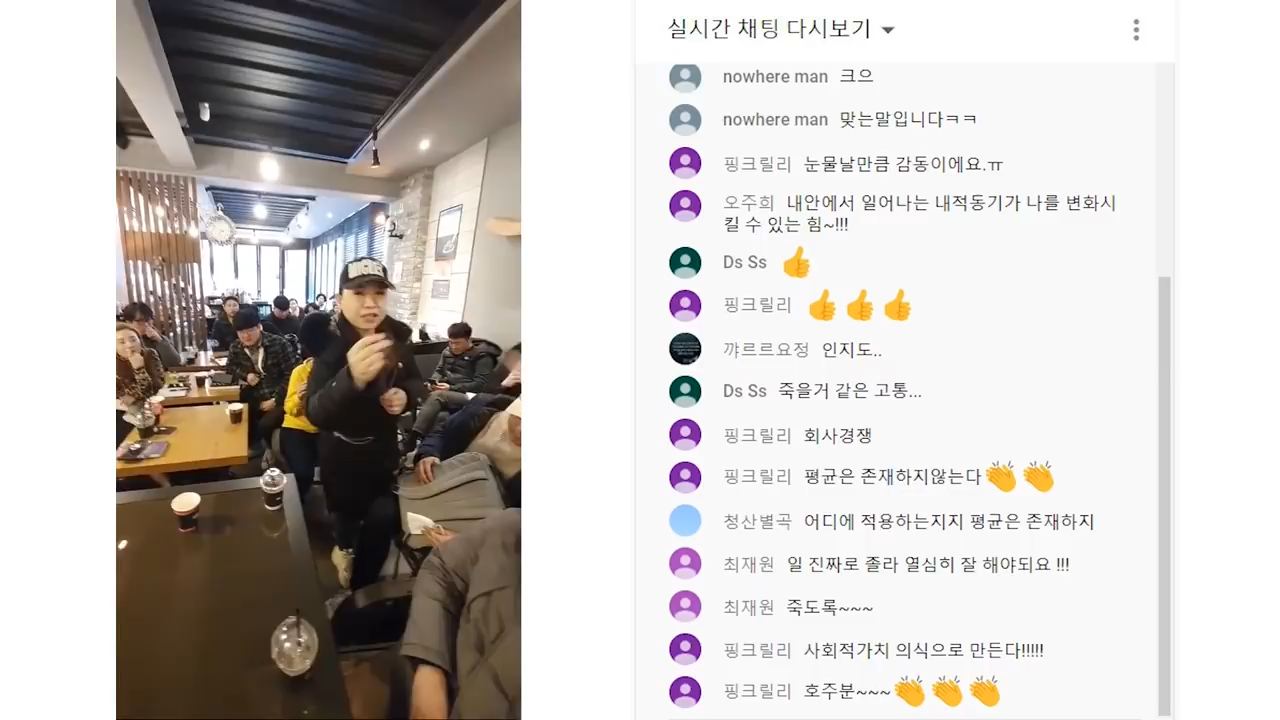 실시간 채팅 다시보기
nowhere man 크으
nowhere man 맞는말입니다ㅋㅋ
핑크릴리 눈물날만큼 감동이에요.ㅠ
오주희 내안에서 일어나는 내적동기가 나를 변화시
킬 수 있는 힘~!!!
Ds Ss 👍
핑크릴리 👍👍👍
꺄르르요정 인지도..
Ds Ss 죽을거 같은 고통...
핑크릴리 회사경쟁
핑크릴리 평균은 존재하지않는다👏👏
청산별곡 어디에 적용하는지지 평균은 존재하지
최재원 일 진짜로 졸라 열심히 잘 해야되요 !!!
최재원 죽도록~~~
핑크릴리 사회적가치 의식으로 만든다!!!!!
핑크릴리 호주분~~~👏👏👏